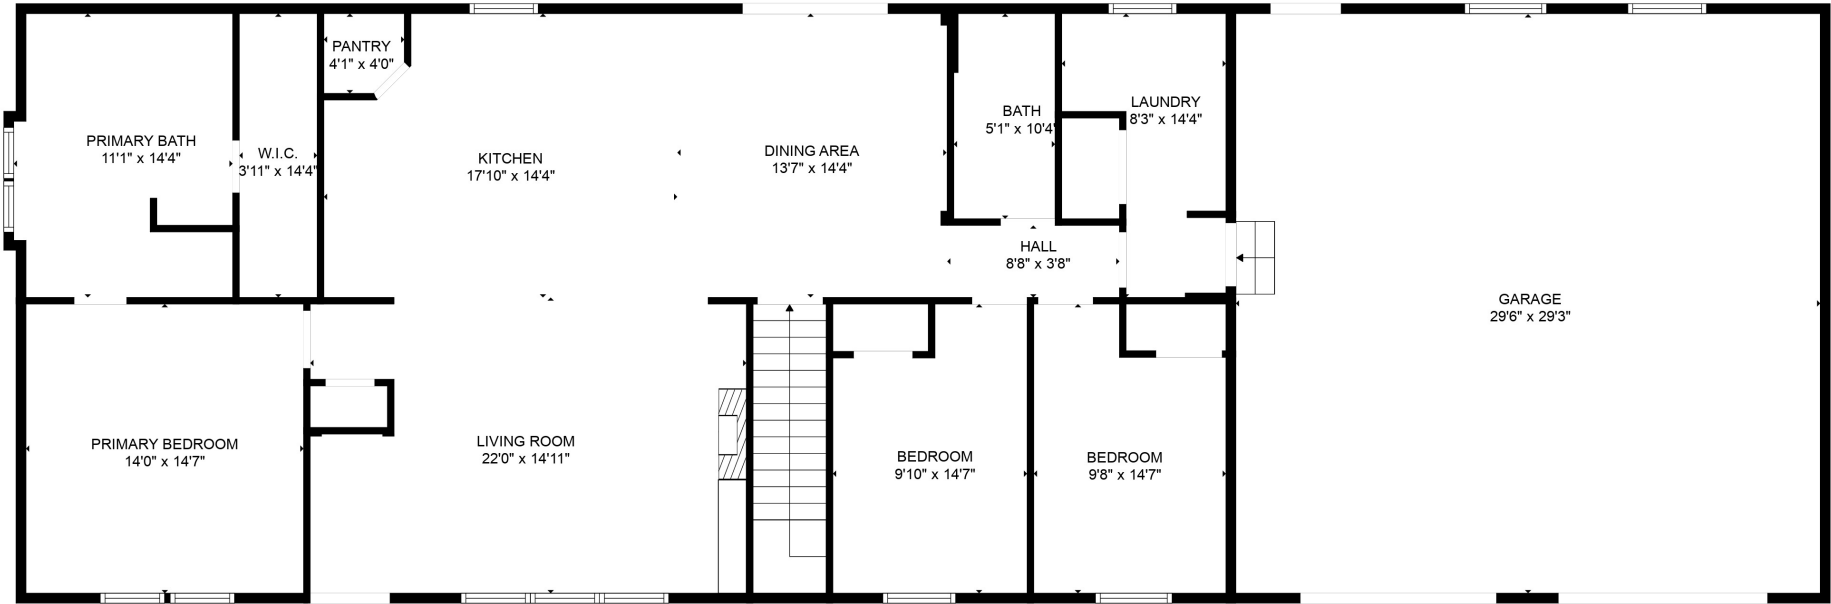 PANTRY
4'1" x 4'0"
PRIMARY BATH
11'1" x 14'4"
W.I.C.
3'11" x 14'4"
KITCHEN
17'10" x 14'4"
DINING AREA
13'7" x 14'4"
BATH
5'1" x 10'4"
LAUNDRY
8'3" x 14'4"
HALL
8'8" x 3'8"
GARAGE
29'6" x 29'3"
PRIMARY BEDROOM
14'0" x 14'7"
LIVING ROOM
22'0" x 14'11"
BEDROOM
9'10" x 14'7"
BEDROOM
9'8" x 14'7"